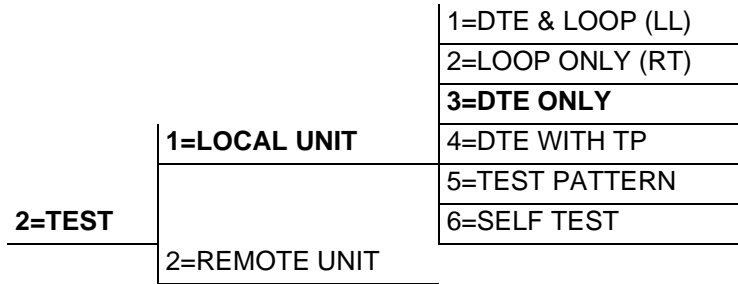 1=DTE & LOOP (LL)
2=LOOP ONLY (RT)
3=DTE ONLY
1=LOCAL UNIT 4=DTE WITH TP
5=TEST PATTERN
2=TEST 6=SELF TEST
2=REMOTE UNIT